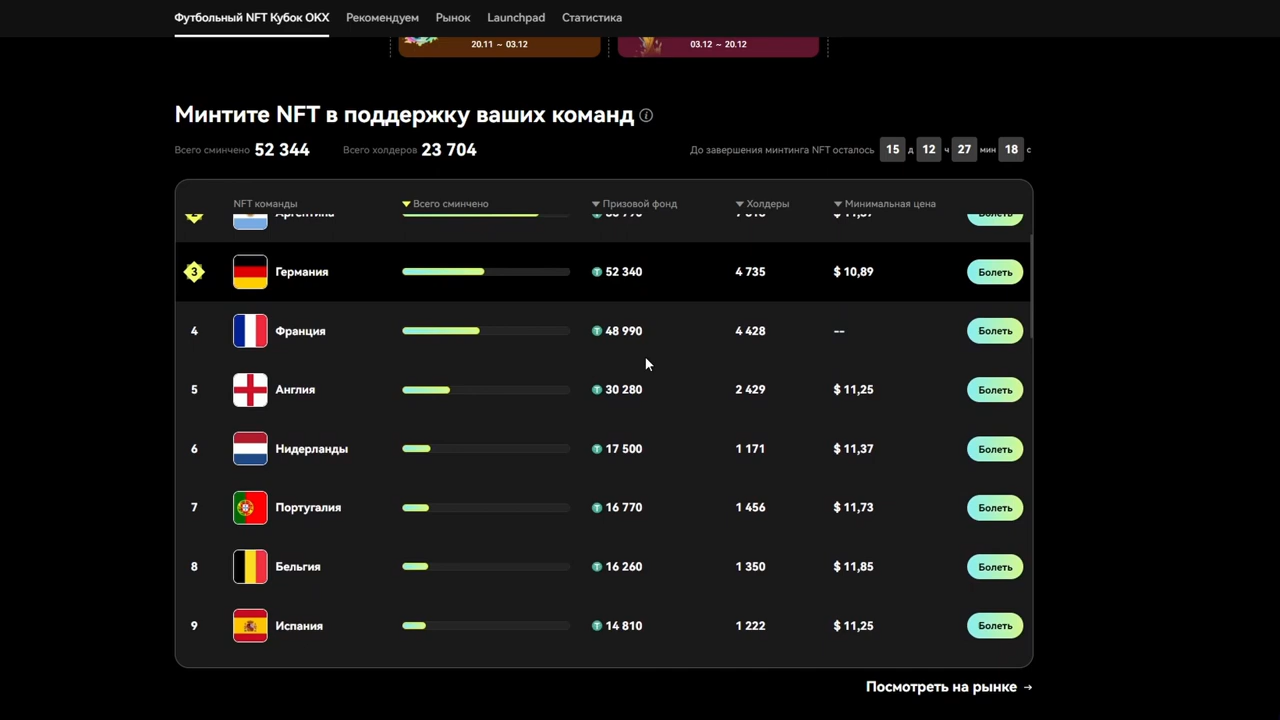 Футбольный NFT Кубок OKX Рекомендуем Рынок Launchpad Статистика
20.11 ~ 03.12 03.12 ~ 20.12
Минтите NFT в поддержку ваших команд
Всего сминчено 52 344 Всего холдеров 23 704 До завершения минтинга NFT осталось 15 д 12 ч 27 мин 18 с
NFT команды Всего сминчено Призовой фонд Холдеры Минимальная цена
Аргентина Болеть
3 Германия 52 340 4 735 $ 10,89 Болеть
4 Франция 48 990 4 428 -- Болеть
5 Англия 30 280 2 429 $ 11,25 Болеть
6 Нидерланды 17 500 1 171 $ 11,37 Болеть
7 Португалия 16 770 1 456 $ 11,73 Болеть
8 Бельгия 16 260 1 350 $ 11,85 Болеть
9 Испания 14 810 1 222 $ 11,25 Болеть
Посмотреть на рынке →